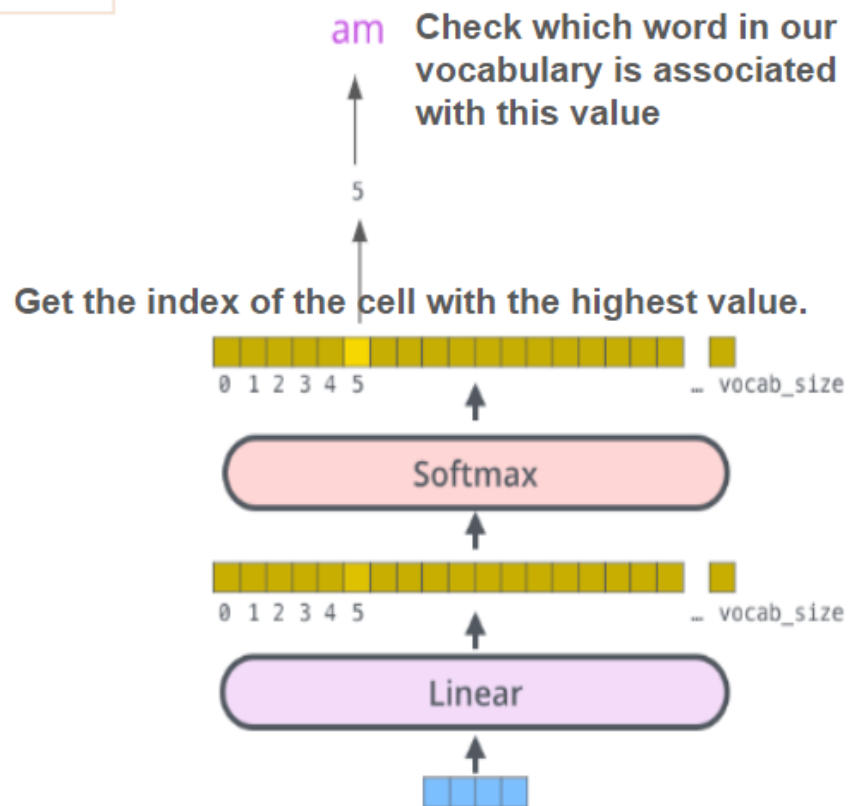 am
Check which word in our
vocabulary is associated
with this value
5
Get the index of the cell with the highest value.
0 1 2 3 4 5 … vocab_size
Softmax
0 1 2 3 4 5 … vocab_size
Linear